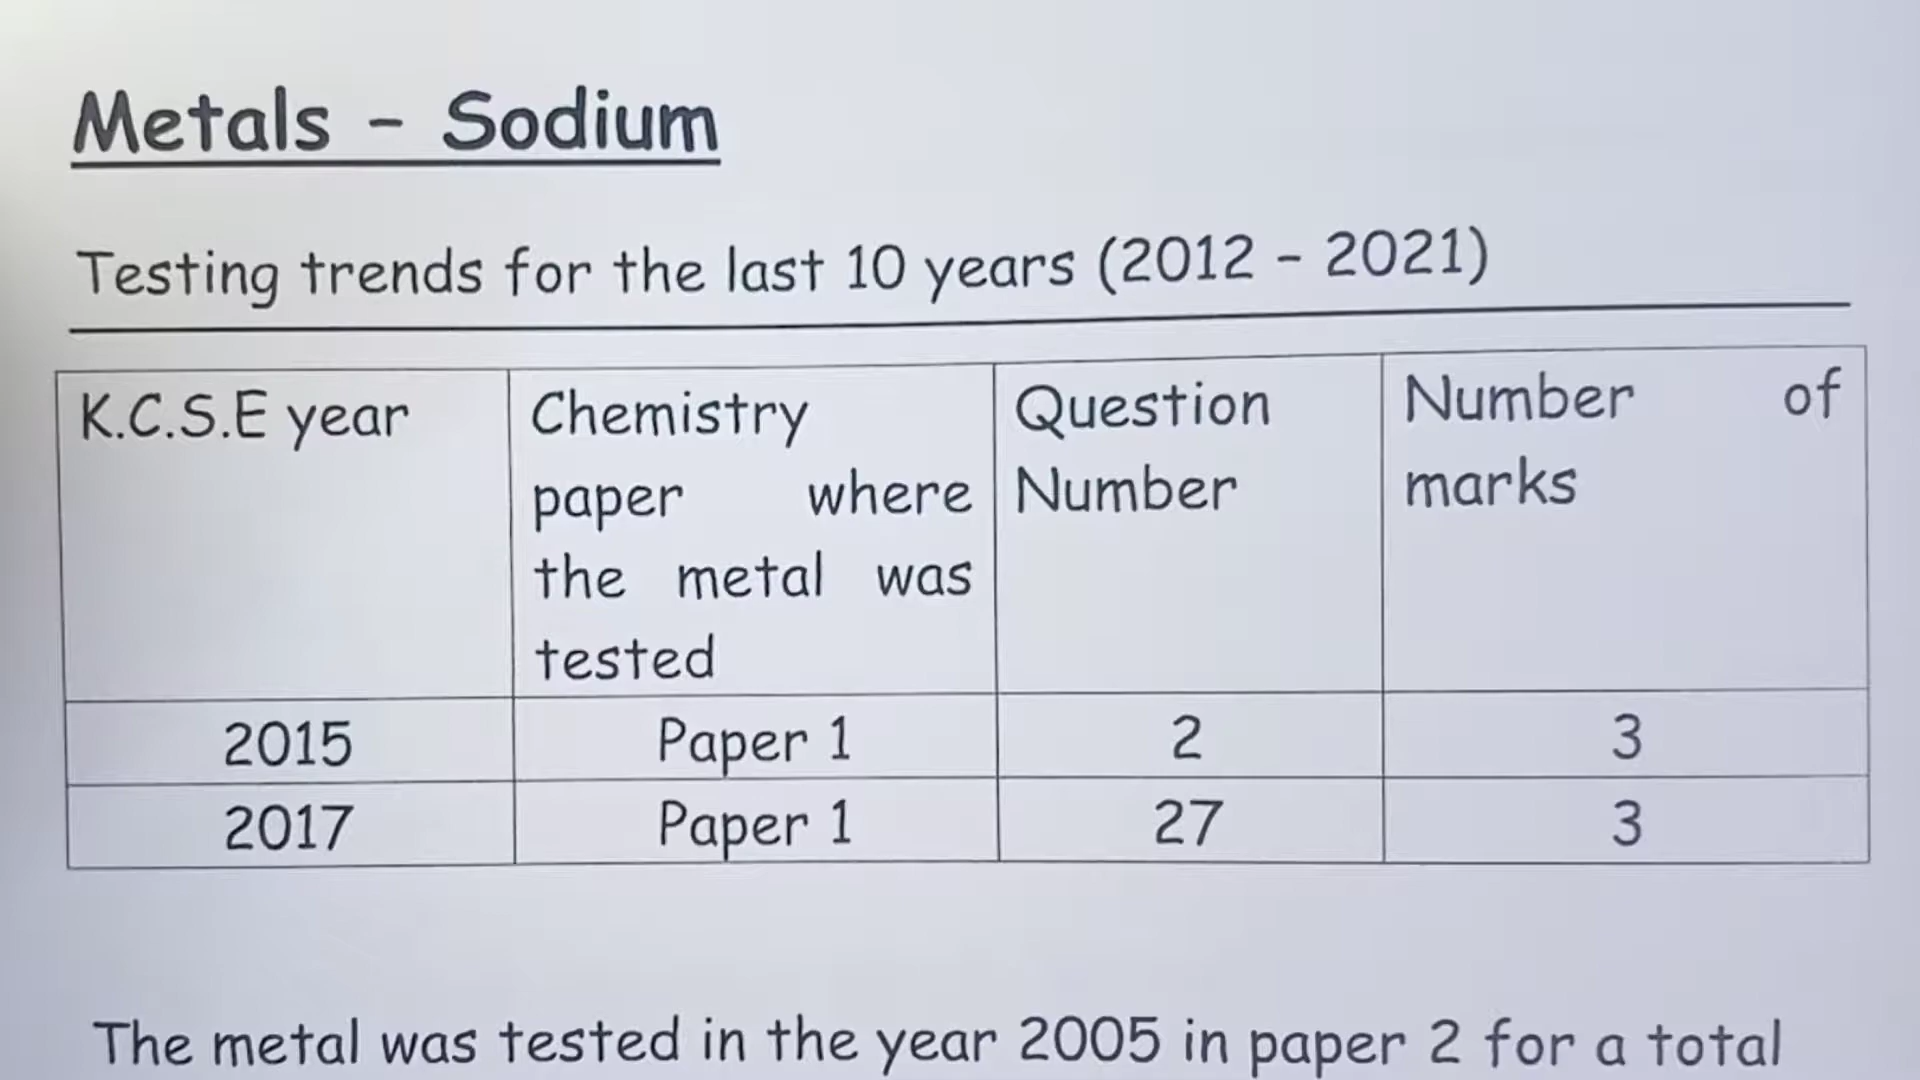 Metals - Sodium
Testing trends for the last 10 years (2012 - 2021)
K.C.S.E year
Chemistry
paper where
the metal was
tested
Question
Number
Number of
marks
2015 Paper 1 2 3
2017 Paper 1 27 3
The metal was tested in the year 2005 in paper 2 for a total